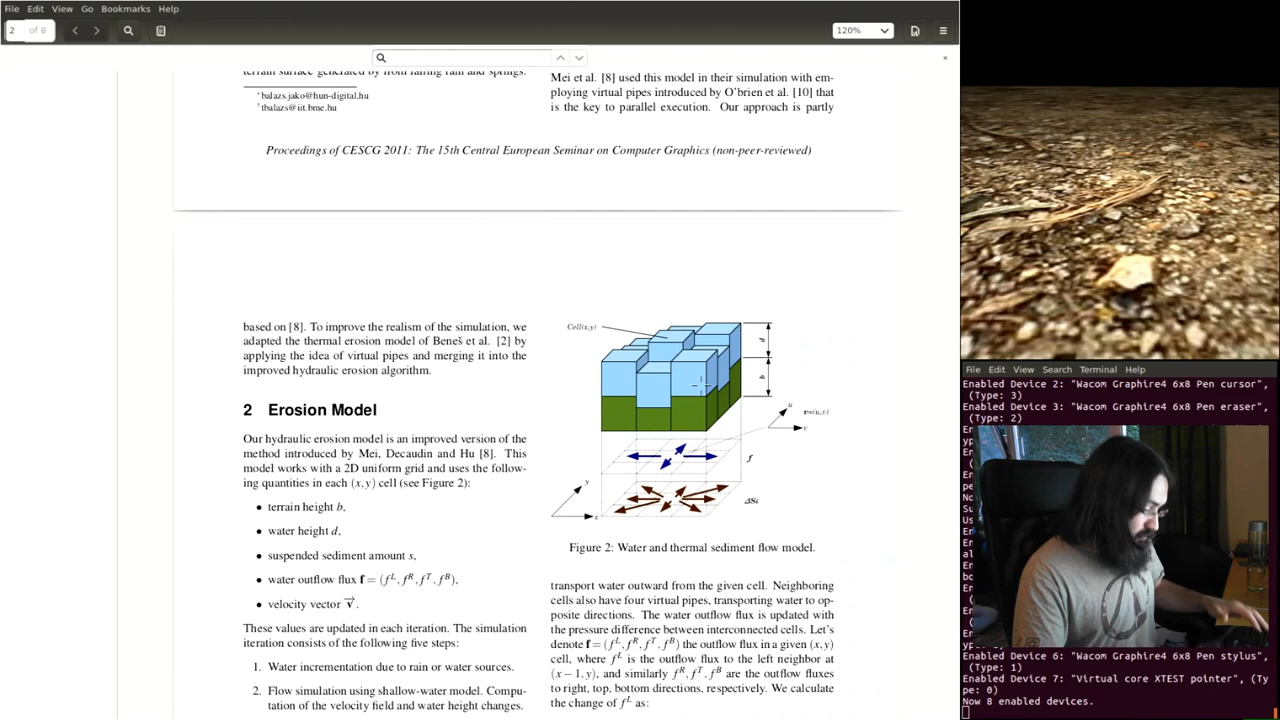 File Edit View Go Bookmarks Help
2 of 8
120%
terrain surface generated by from falling rain and springs.
*balazs.jako@hun-digital.hu
†tbalazs@iit.bme.hu
Mei et al. [8] used this model in their simulation with em-
ploying virtual pipes introduced by O'brien et al. [10] that
is the key to parallel execution. Our approach is partly
Proceedings of CESCG 2011: The 15th Central European Seminar on Computer Graphics (non-peer-reviewed)
based on [8]. To improve the realism of the simulation, we
adapted the thermal erosion model of Beneš et al. [2] by
applying the idea of virtual pipes and merging it into the
improved hydraulic erosion algorithm.
2 Erosion Model
Our hydraulic erosion model is an improved version of the
method introduced by Mei, Decaudin and Hu [8]. This
model works with a 2D uniform grid and uses the follow-
ing quantities in each (x,y) cell (see Figure 2):
• terrain height b,
• water height d,
• suspended sediment amount s,
• water outflow flux f = (f^L, f^R, f^T, f^B),
• velocity vector v⃗.
These values are updated in each iteration. The simulation
iteration consists of the following five steps:
1. Water incrementation due to rain or water sources.
2. Flow simulation using shallow-water model. Compu-
tation of the velocity field and water height changes.
Cell(x,y)
d
b
u
v=(u,v)
v
f
y
x
ΔSi
Figure 2: Water and thermal sediment flow model.
transport water outward from the given cell. Neighboring
cells also have four virtual pipes, transporting water to op-
posite directions. The water outflow flux is updated with
the pressure difference between interconnected cells. Let's
denote f = (f^L, f^R, f^T, f^B) the outflow flux in a given (x,y)
cell, where f^L is the outflow flux to the left neighbor at
(x−1,y), and similarly f^R, f^T, f^B are the outflow fluxes
to right, top, bottom directions, respectively. We calculate
the change of f^L as:
File Edit View Search Terminal Help
Enabled Device 2: "Wacom Graphire4 6x8 Pen cursor"
(Type: 3)
Enabled Device 3: "Wacom Graphire4 6x8 Pen eraser",
(Type: 2)
Enabled Device 6: "Wacom Graphire4 6x8 Pen stylus",
(Type: 1)
Enabled Device 7: "Virtual core XTEST pointer", (Ty
pe: 0)
Now 8 enabled devices.